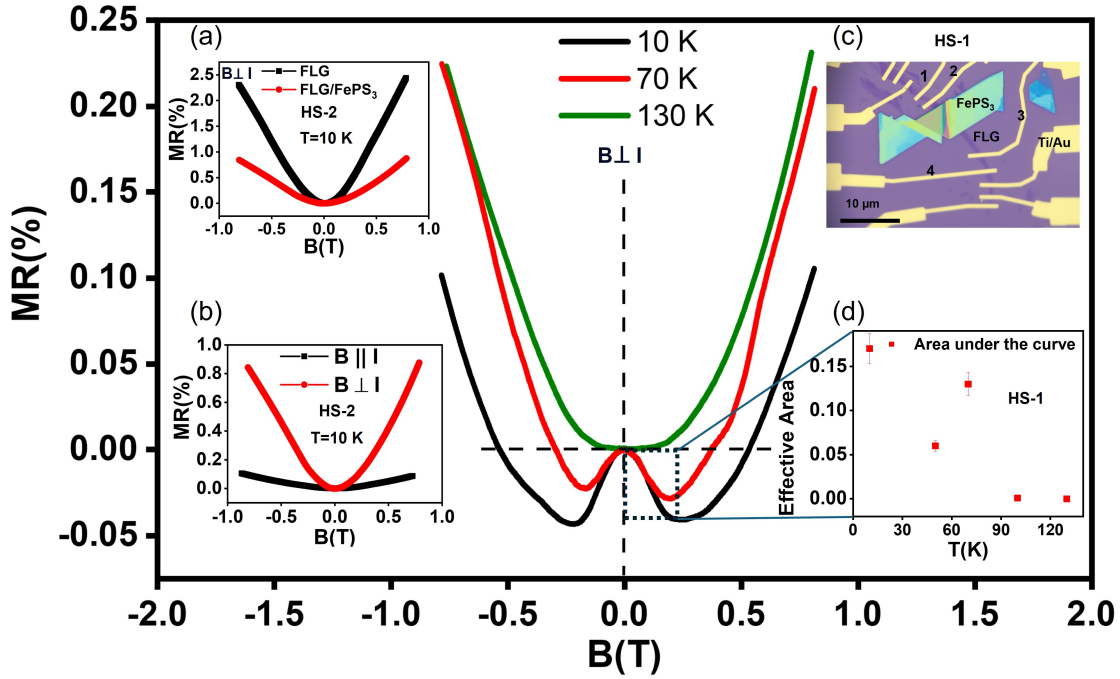 MR(%)
0.25
0.20
0.15
0.10
0.05
0.00
-0.05
-2.0 -1.5 -1.0 -0.5 0.0 0.5 1.0 1.5 2.0
B(T)
10 K
70 K
130 K
B⊥ I
(a)
B⊥ I
FLG
FLG/FePS₃
HS-2
T=10 K
MR(%)
2.5
2.0
1.5
1.0
0.5
0.0
-1.0 -0.5 0.0 0.5 1.0
B(T)
(b)
B || I
B ⊥ I
HS-2
T=10 K
MR(%)
1.0
0.8
0.6
0.4
0.2
0.0
-1.0 -0.5 0.0 0.5 1.0
B(T)
(c)
HS-1
1 2
FePS₃
3
FLG
Ti/Au
4
10 µm
(d)
Area under the curve
HS-1
Effective Area
0.15
0.10
0.05
0.00
0 30 60 90 120
T(K)